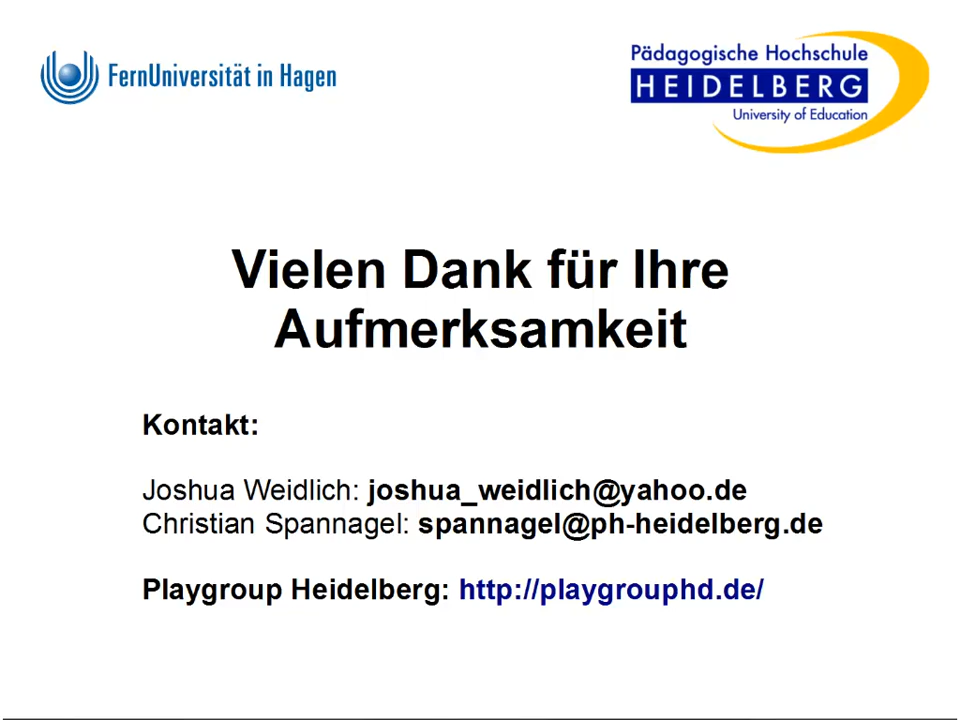 FernUniversität in Hagen
Pädagogische Hochschule
HEIDELBERG
University of Education
Vielen Dank für Ihre
Aufmerksamkeit
Kontakt:
Joshua Weidlich: joshua_weidlich@yahoo.de
Christian Spannagel: spannagel@ph-heidelberg.de
Playgroup Heidelberg: http://playgrouphd.de/